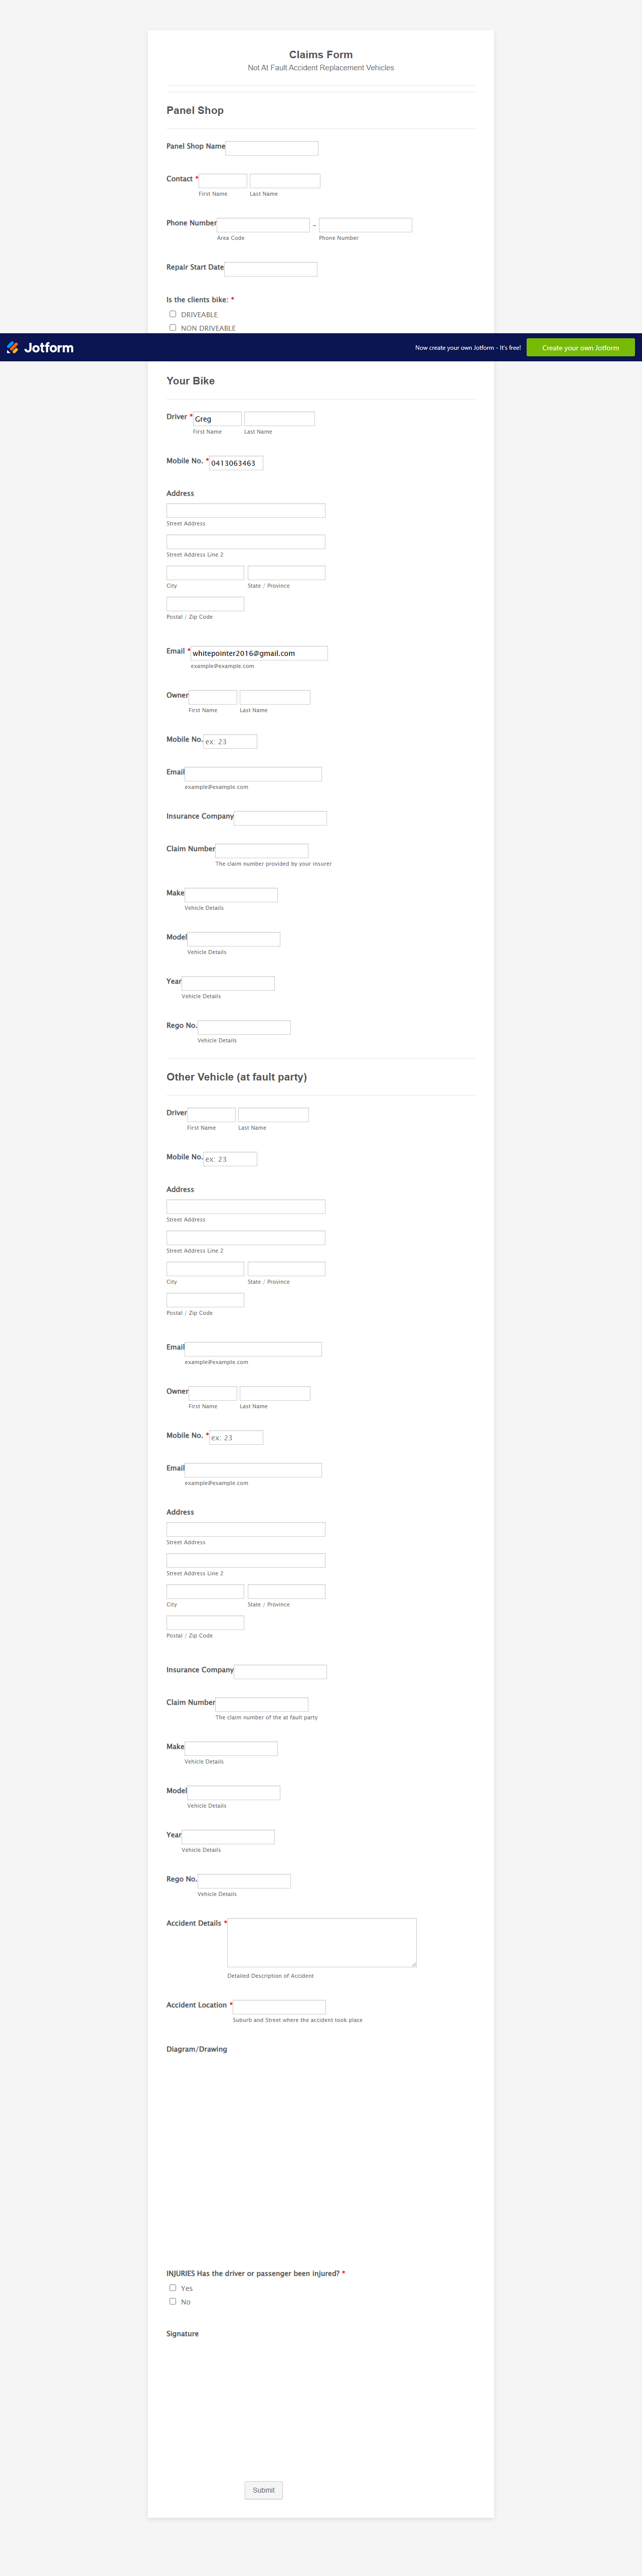 Claims Form
Not At Fault Accident Replacement Vehicles
Panel Shop
Panel Shop Name
Contact *
First Name Last Name
Phone Number -
Area Code Phone Number
Repair Start Date
Is the clients bike: *
DRIVEABLE
NON DRIVEABLE
Jotform Now create your own Jotform - It's free! Create your own Jotform
Your Bike
Driver * Greg
First Name Last Name
Mobile No. * 0413063463
Address
Street Address
Street Address Line 2
City State / Province
Postal / Zip Code
Email * whitepointer2016@gmail.com
example@example.com
Owner
First Name Last Name
Mobile No. ex: 23
Email
example@example.com
Insurance Company
Claim Number
The claim number provided by your insurer
Make
Vehicle Details
Model
Vehicle Details
Year
Vehicle Details
Rego No.
Vehicle Details
Other Vehicle (at fault party)
Driver
First Name Last Name
Mobile No. ex: 23
Address
Street Address
Street Address Line 2
City State / Province
Postal / Zip Code
Email
example@example.com
Owner
First Name Last Name
Mobile No. * ex: 23
Email
example@example.com
Address
Street Address
Street Address Line 2
City State / Province
Postal / Zip Code
Insurance Company
Claim Number
The claim number of the at fault party
Make
Vehicle Details
Model
Vehicle Details
Year
Vehicle Details
Rego No.
Vehicle Details
Accident Details *
Detailed Description of Accident
Accident Location *
Suburb and Street where the accident took place
Diagram/Drawing
INJURIES Has the driver or passenger been injured? *
Yes
No
Signature
Submit